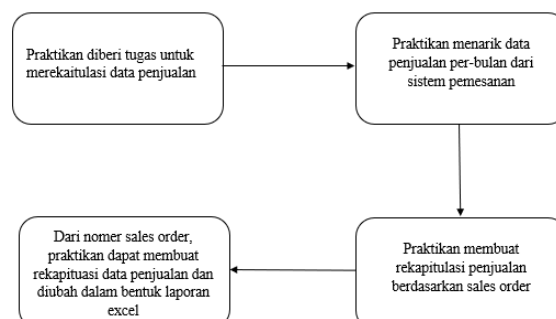 Praktikan diberi tugas untuk
merekaitulasi data penjualan
Praktikan menarik data
penjualan per-bulan dari
sistem pemesanan
Praktikan membuat
rekapitulasi penjualan
berdasarkan sales order
Dari nomer sales order,
praktikan dapat membuat
rekapituasi data penjualan dan
diubah dalam bentuk laporan
excel